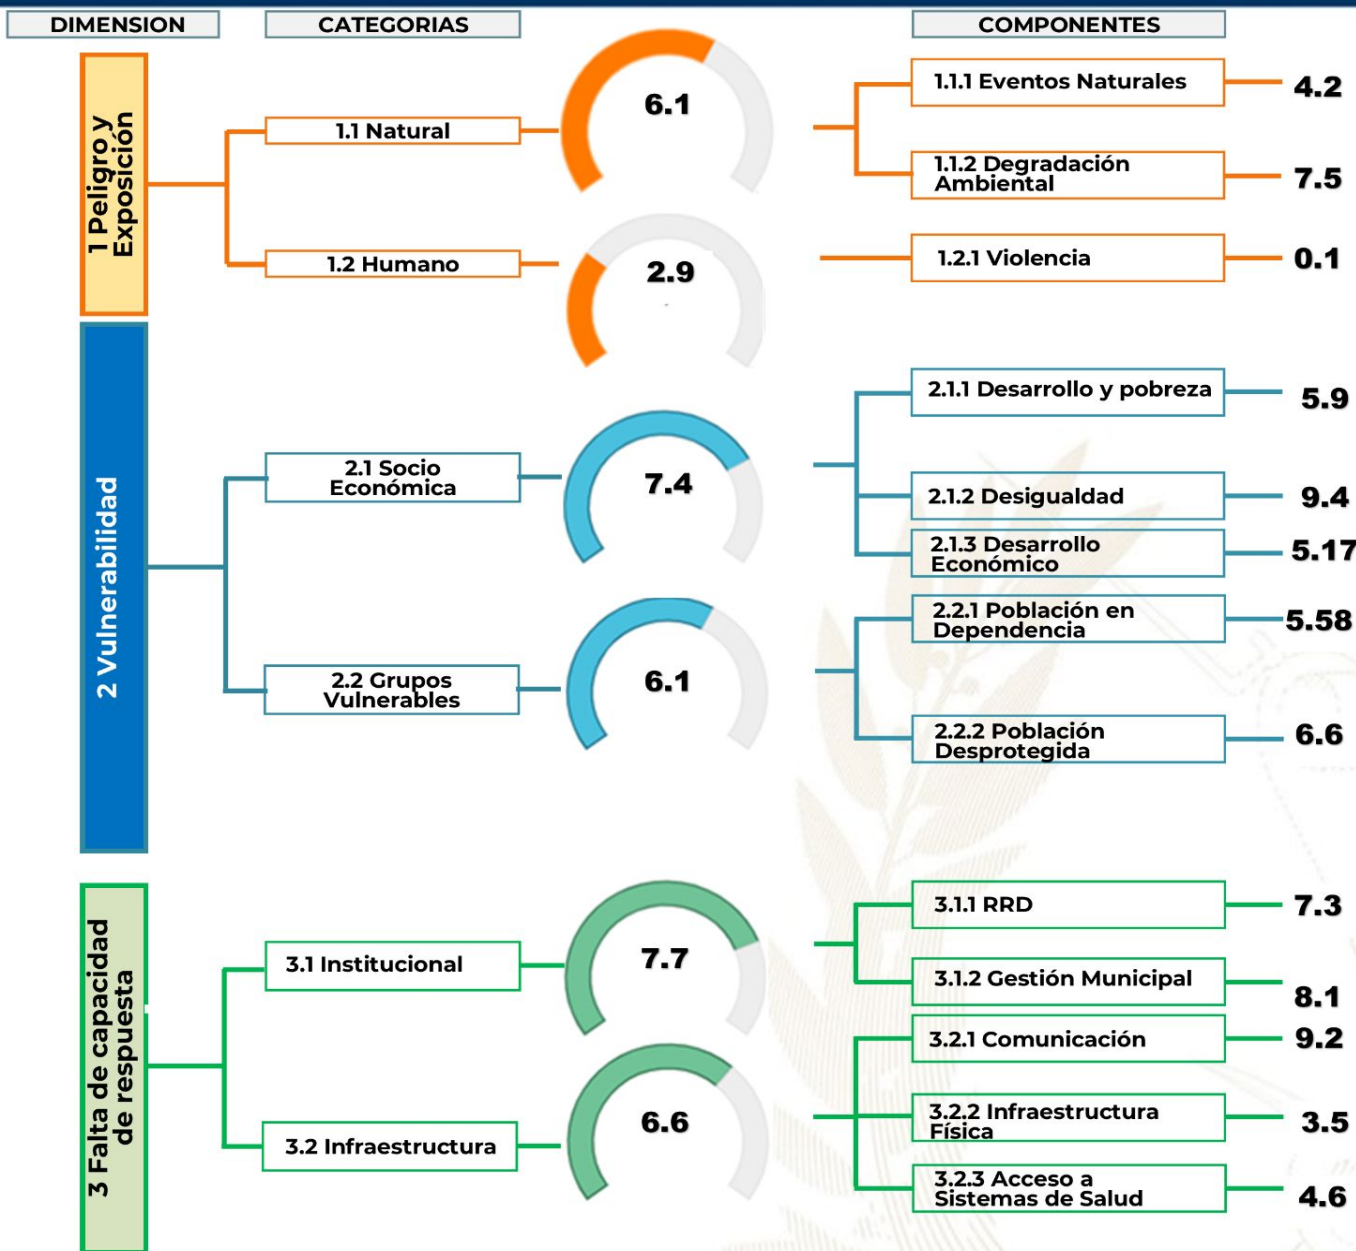 DIMENSION
CATEGORIAS
COMPONENTES
1 Peligro y
Exposición
1.1 Natural
6.1
1.1.1 Eventos Naturales
4.2
1.1.2 Degradación
Ambiental
7.5
1.2 Humano
2.9
1.2.1 Violencia
0.1
2 Vulnerabilidad
2.1 Socio
Económica
7.4
2.1.1 Desarrollo y pobreza
5.9
2.1.2 Desigualdad
9.4
2.1.3 Desarrollo
Económico
5.17
2.2 Grupos
Vulnerables
6.1
2.2.1 Población en
Dependencia
5.58
2.2.2 Población
Desprotegida
6.6
3 Falta de capacidad
de respuesta
3.1 Institucional
7.7
3.1.1 RRD
7.3
3.1.2 Gestión Municipal
8.1
3.2 Infraestructura
6.6
3.2.1 Comunicación
9.2
3.2.2 Infraestructura
Física
3.5
3.2.3 Acceso a
Sistemas de Salud
4.6